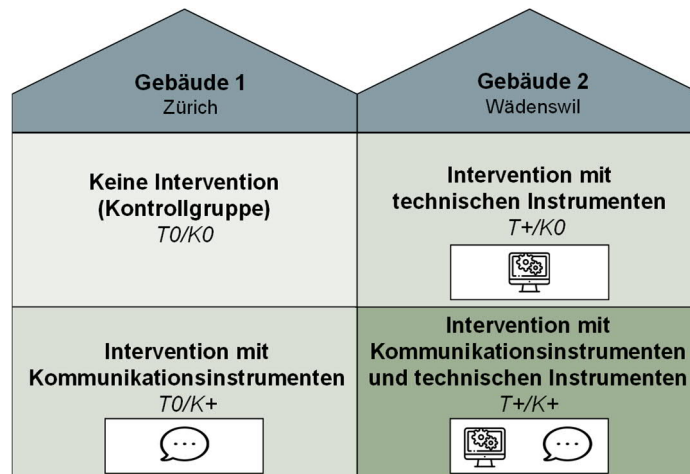 Gebäude 1
Zürich
Gebäude 2
Wädenswil
Keine Intervention
(Kontrollgruppe)
T0/K0
Intervention mit
technischen Instrumenten
T+/K0
Intervention mit
Kommunikationsinstrumenten
T0/K+
Intervention mit
Kommunikationsinstrumenten
und technischen Instrumenten
T+/K+